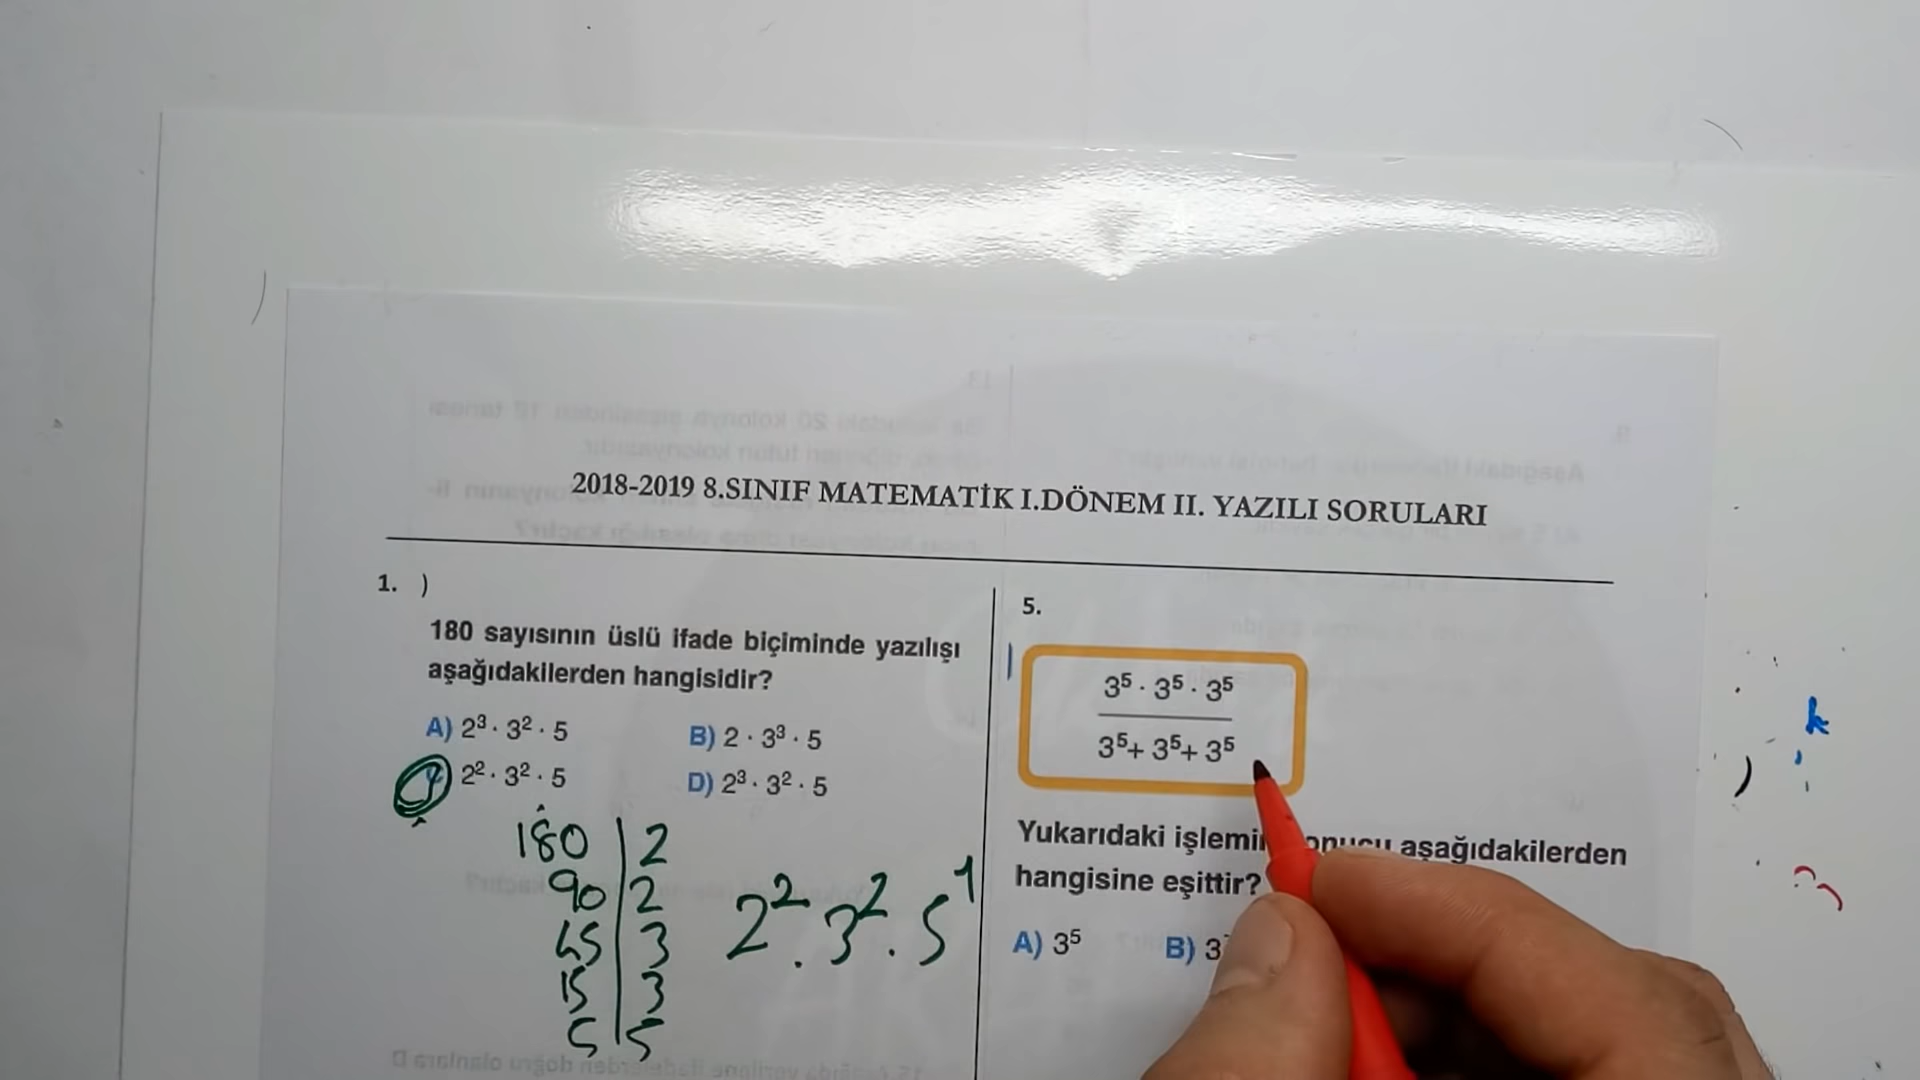 2018-2019 8.SINIF MATEMATİK I.DÖNEM II. YAZILI SORULARI
1. )
180 sayısının üslü ifade biçiminde yazılışı
aşağıdakilerden hangisidir?
A) 2³ · 3² · 5
B) 2 · 3³ · 5
2² · 3² · 5
D) 2³ · 3² · 5
180 | 2
90 | 2
45 | 3
15 | 3
5 | 5
2² . 3² . 5¹
5.
3⁵ · 3⁵ · 3⁵
3⁵+ 3⁵+ 3⁵
Yukarıdaki aşağıdakilerden
hangisine eşittir?
A) 3⁵
B) 3